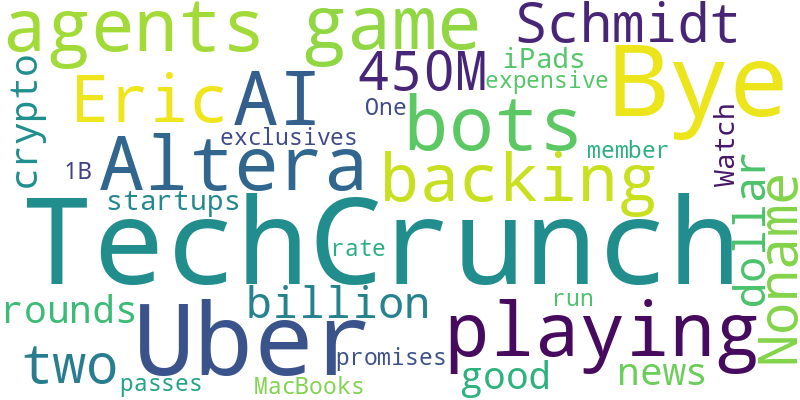 agents game Schmidt
crypto Eric AI 450M iPads Bye
expensive
One bots
exclusives
1B Altera backing member Watch
startups
TechCrunch dollar Noname
rate
rounds Uber billion playing run
two promises good news
passes MacBooks